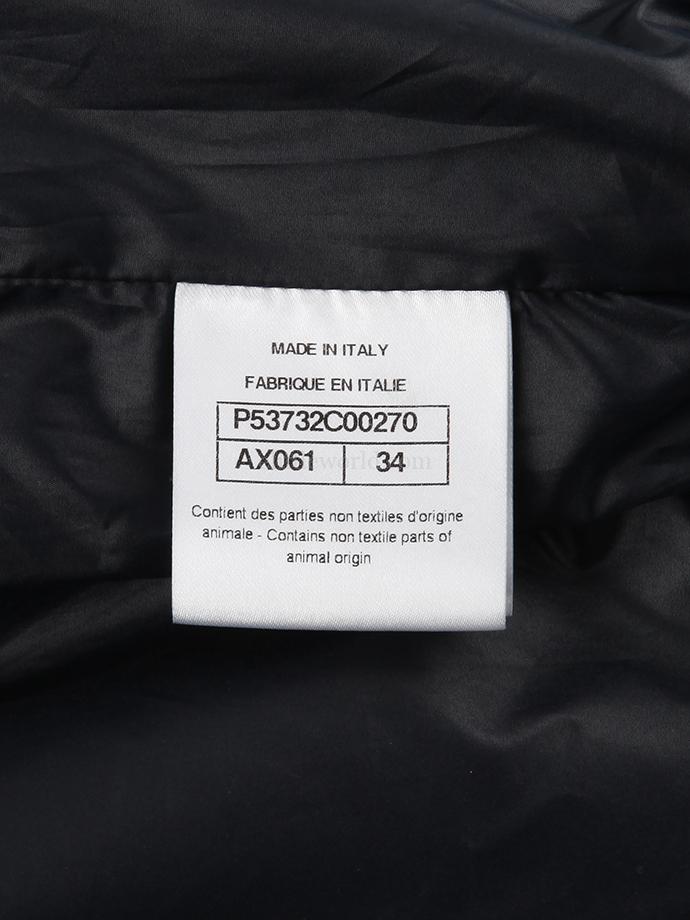 MADE IN ITALY
FABRIQUE EN ITALIE
P53732C00270
AX061 34
Contient des parties non textiles d'origine
animale - Contains non textile parts of
animal origin